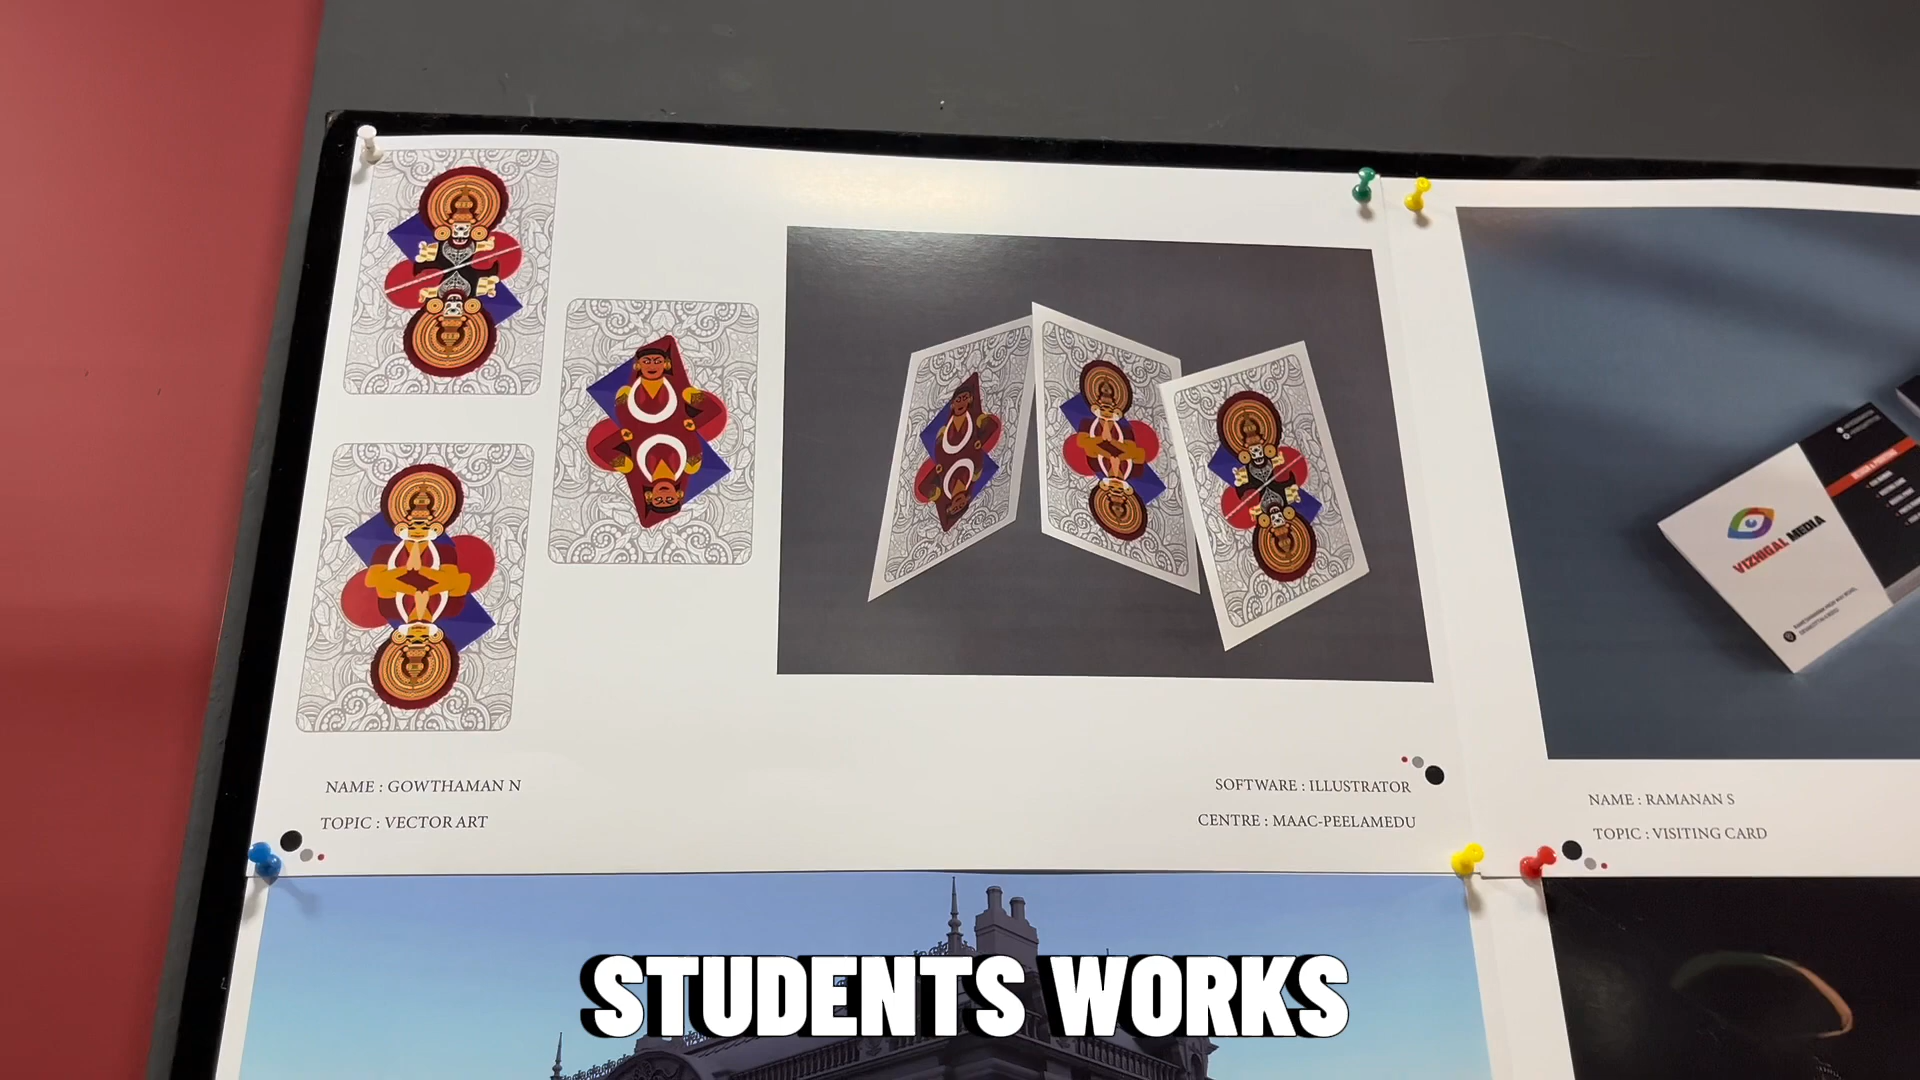 NAME : GOWTHAMAN N
TOPIC : VECTOR ART
SOFTWARE : ILLUSTRATOR
CENTRE : MAAC-PEELAMEDU
VIZHIGAL MEDIA
NAME : RAMANAN S
TOPIC : VISITING CARD
STUDENTS WORKS